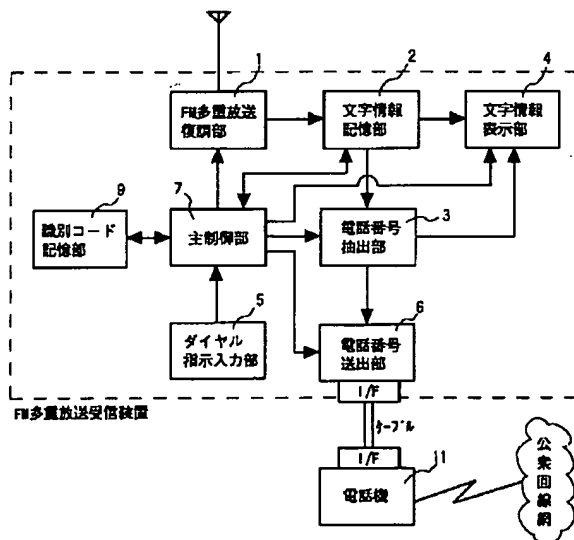 1
2
4
FM多重放送
復調部
文字情報
記憶部
文字情報
表示部
9
7
3
識別コード
記憶部
主制御部
電話番号
抽出部
5
6
ダイヤル
指示入力部
電話番号
送出部
I/F
FM多重放送受信装置
ケーブル
I/F
11
電話機
公衆回線網